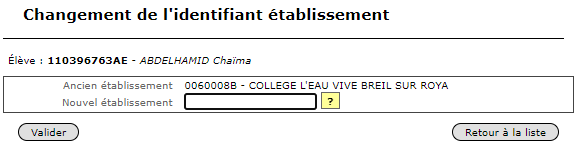 Changement de l'identifiant établissement
Élève : 110396763AE - ABDELHAMID Chaïma
Ancien établissement 0060008B - COLLEGE L'EAU VIVE BREIL SUR ROYA
Nouvel établissement ?
Valider Retour à la liste